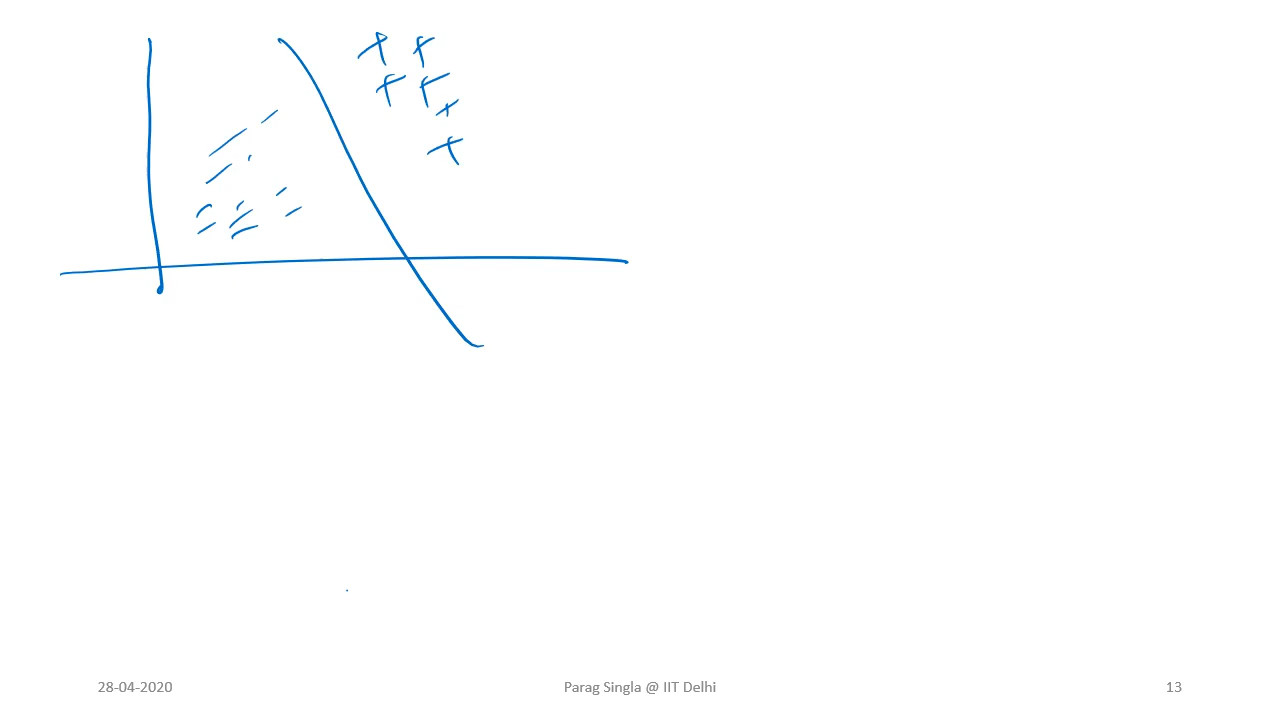 + +
+ +
+
+
28-04-2020 Parag Singla @ IIT Delhi 13